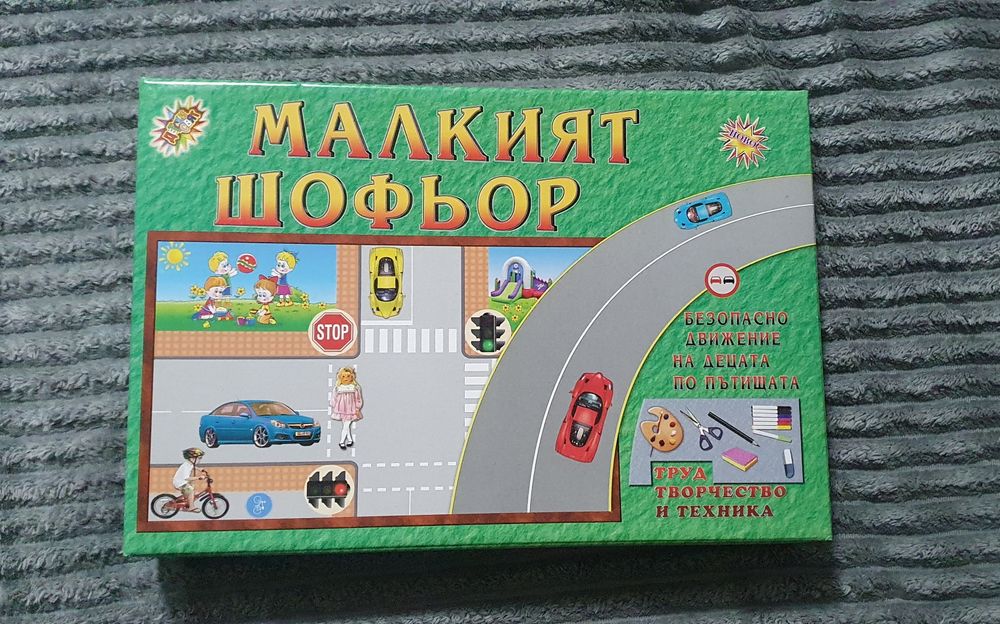 МАЛКИЯТ
ШОФЬОР
НОВО!
STOP
БЕЗОПАСНО
ДВИЖЕНИЕ
НА ДЕЦАТА
ПО ПЪТИЩАТА
ТРУД
ТВОРЧЕСТВО
И ТЕХНИКА